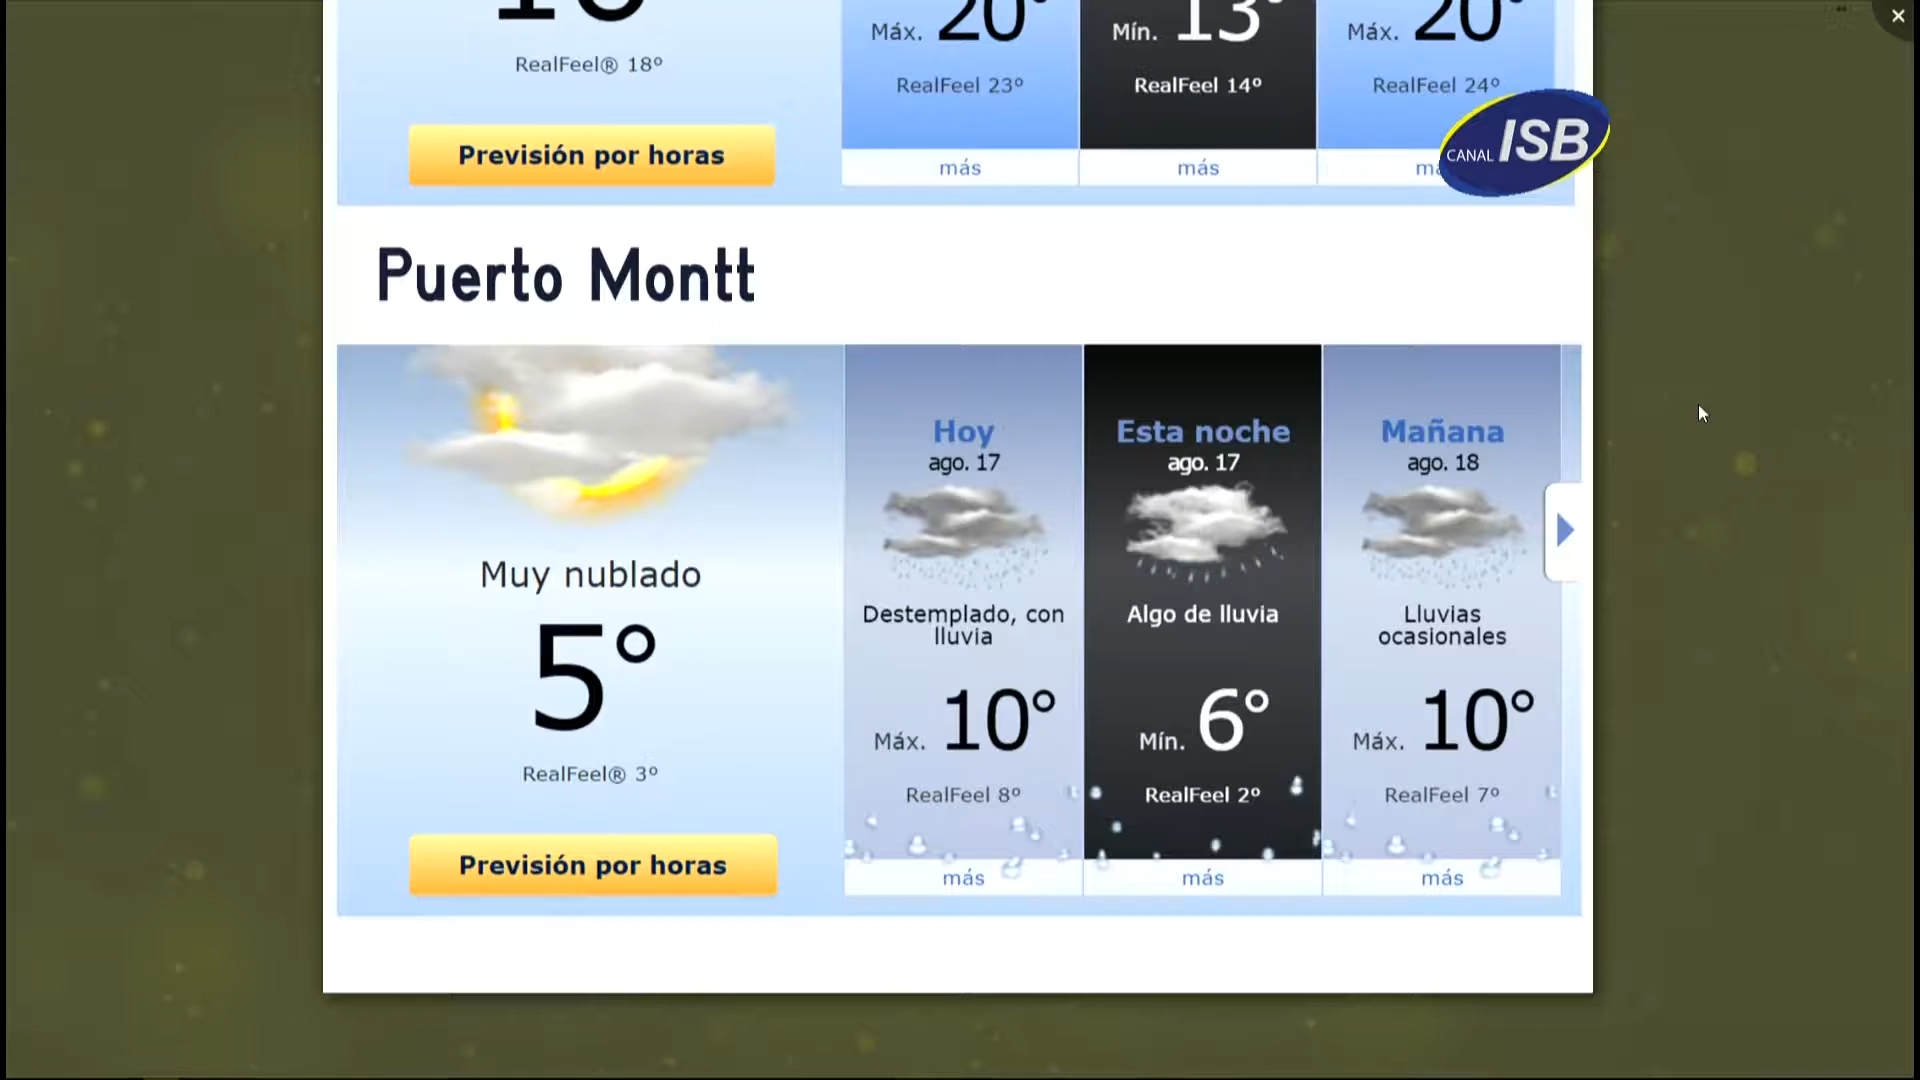 Máx. 20°
Mín. 13°
Máx. 20°
RealFeel® 18°
RealFeel 23°
RealFeel 14°
RealFeel 24°
Previsión por horas
más
más
CANAL ISB
Puerto Montt
Muy nublado
5°
RealFeel® 3°
Previsión por horas
Hoy
ago. 17
Destemplado, con
lluvia
Máx. 10°
RealFeel 8°
más
Esta noche
ago. 17
Algo de lluvia
Mín. 6°
RealFeel 2°
más
Mañana
ago. 18
Lluvias
ocasionales
Máx. 10°
RealFeel 7°
más